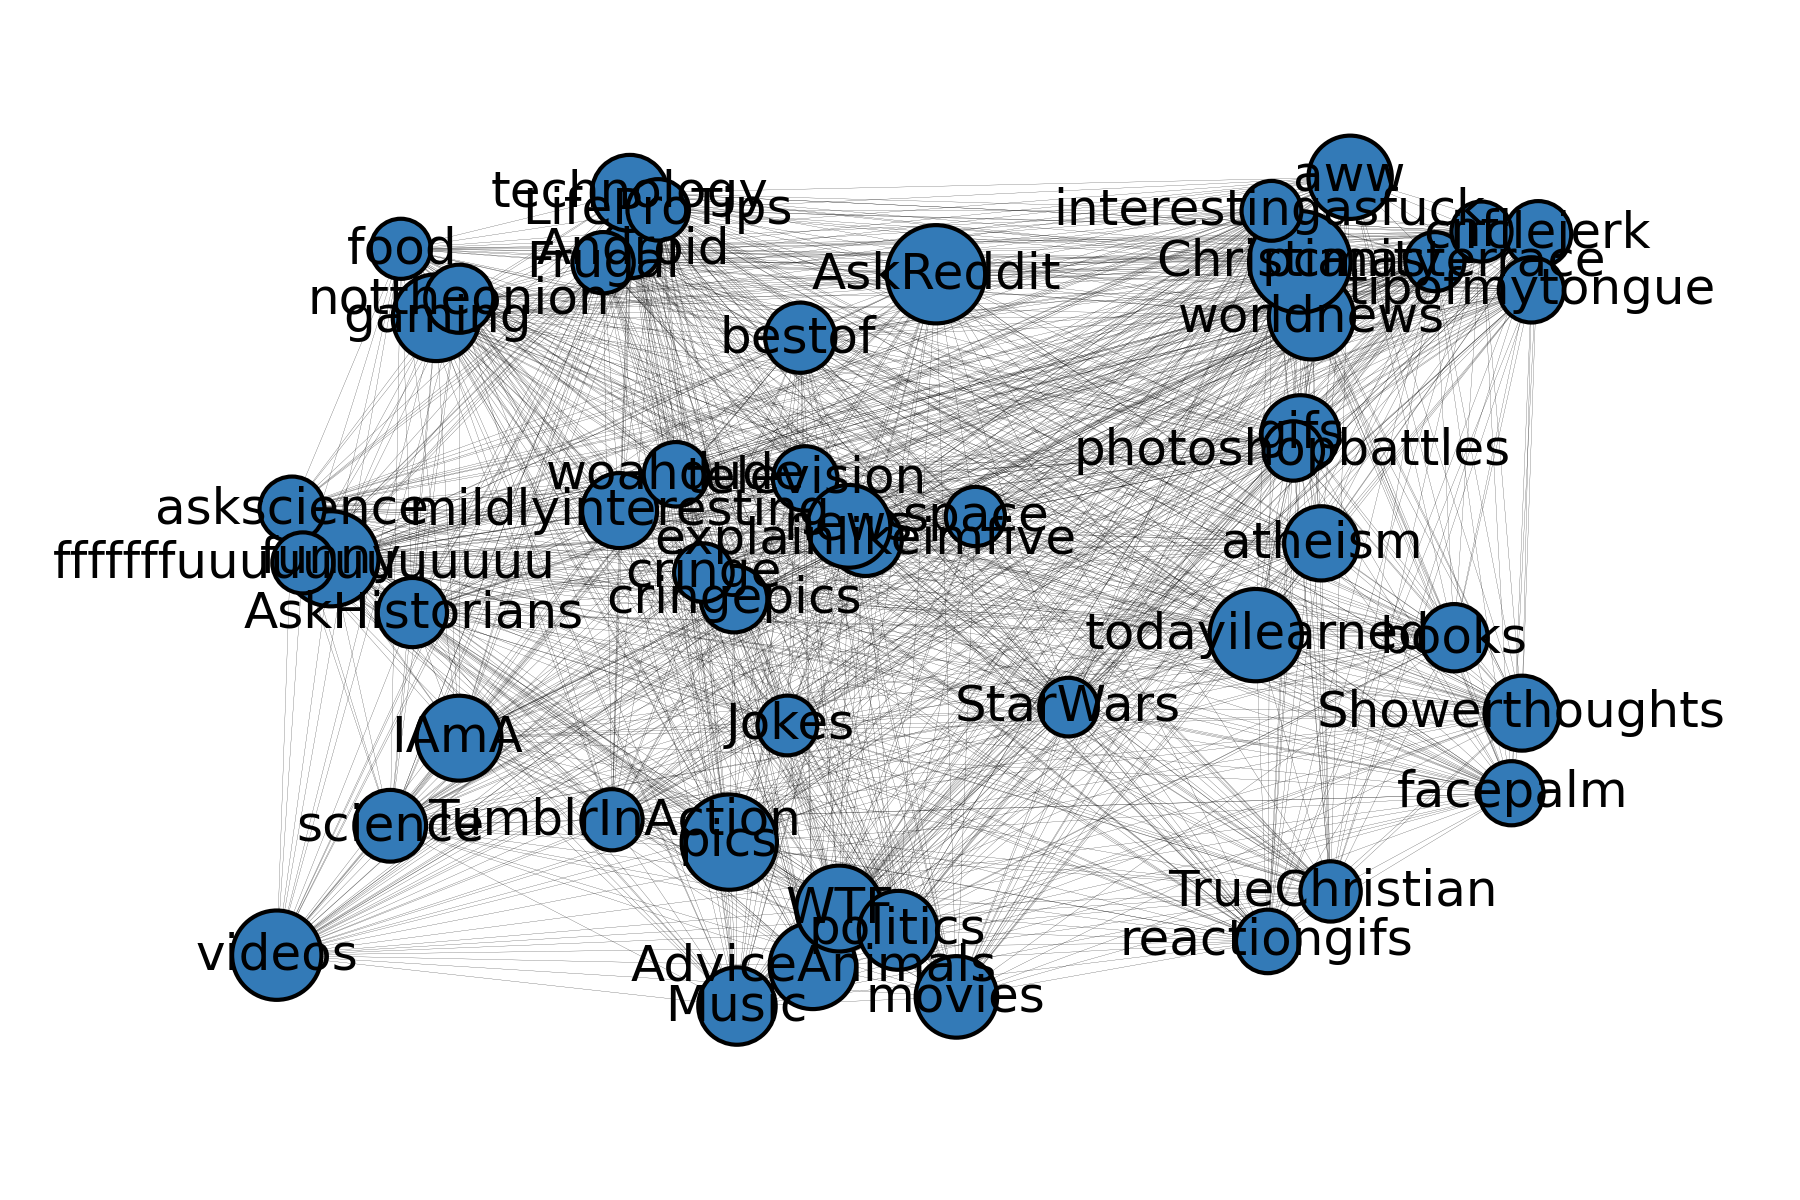 aww
technology
LifeProTips
interestingasfuck
circlejerk
food
Android
Frugal
AskReddit
Christianity
pcmasterrace
tipofmytongue
nottheonion
gaming
worldnews
bestof
gifs
photoshopbattles
woahdude
television
askscience
mildlyinteresting
news
space
explainlikeimfive
atheism
funny
fffffffuuuuuuuuuuuu
cringe
cringepics
AskHistorians
todayilearned
books
StarWars
Showerthoughts
Jokes
IAmA
facepalm
TumblrInAction
science
pics
TrueChristian
WTF
politics
reactiongifs
videos
AdviceAnimals
movies
Music